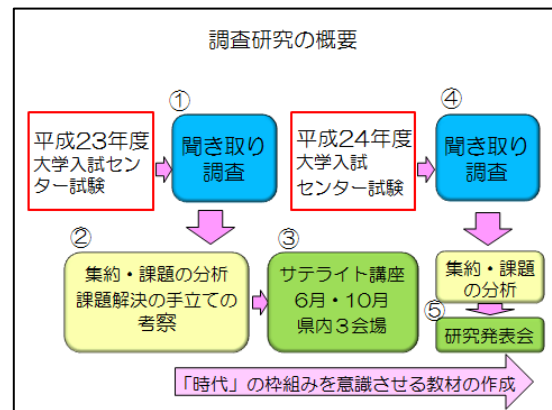 調査研究の概要
①
平成23年度
大学入試セン
ター試験
聞き取り
調査
平成24年度
大学入試
センター試験
④
聞き取り
調査
②
集約・課題の分析
課題解決の手立ての
考察
③
サテライト講座
6月・10月
県内3会場
集約・課題
の分析
⑤
研究発表会
「時代」の枠組みを意識させる教材の作成